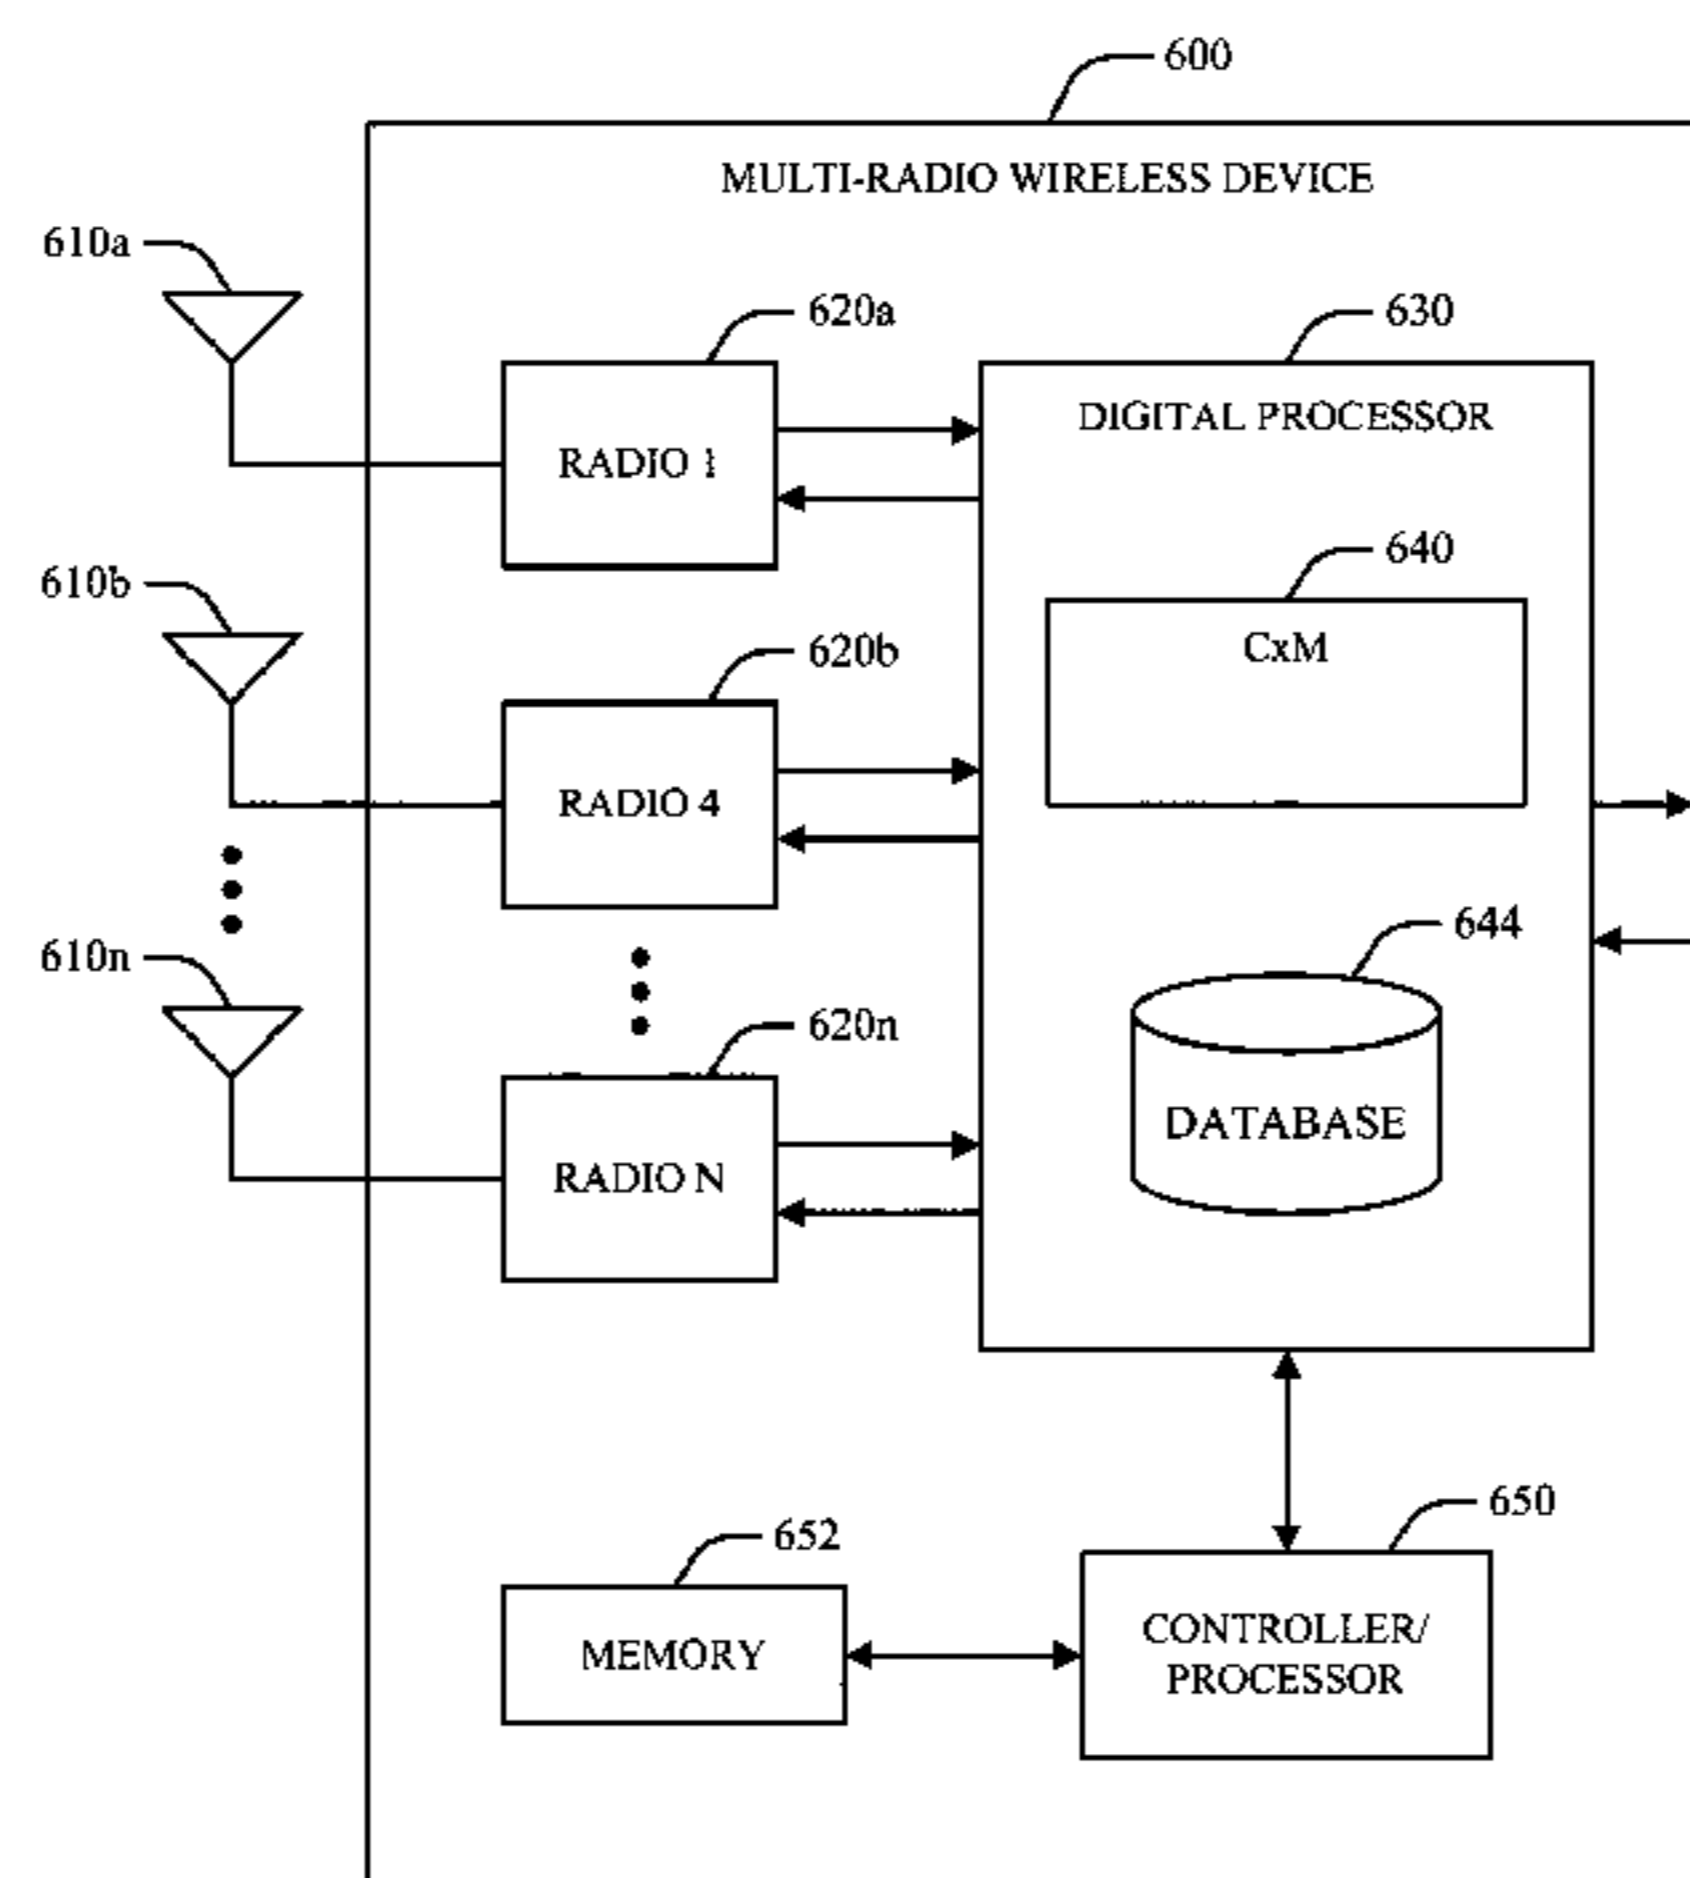 600
MULTI-RADIO WIRELESS DEVICE
610a
620a
630
RADIO 1
DIGITAL PROCESSOR
610b
620b
640
CxM
RADIO 4
644
610n
620n
DATABASE
RADIO N
652
650
MEMORY
CONTROLLER/
PROCESSOR